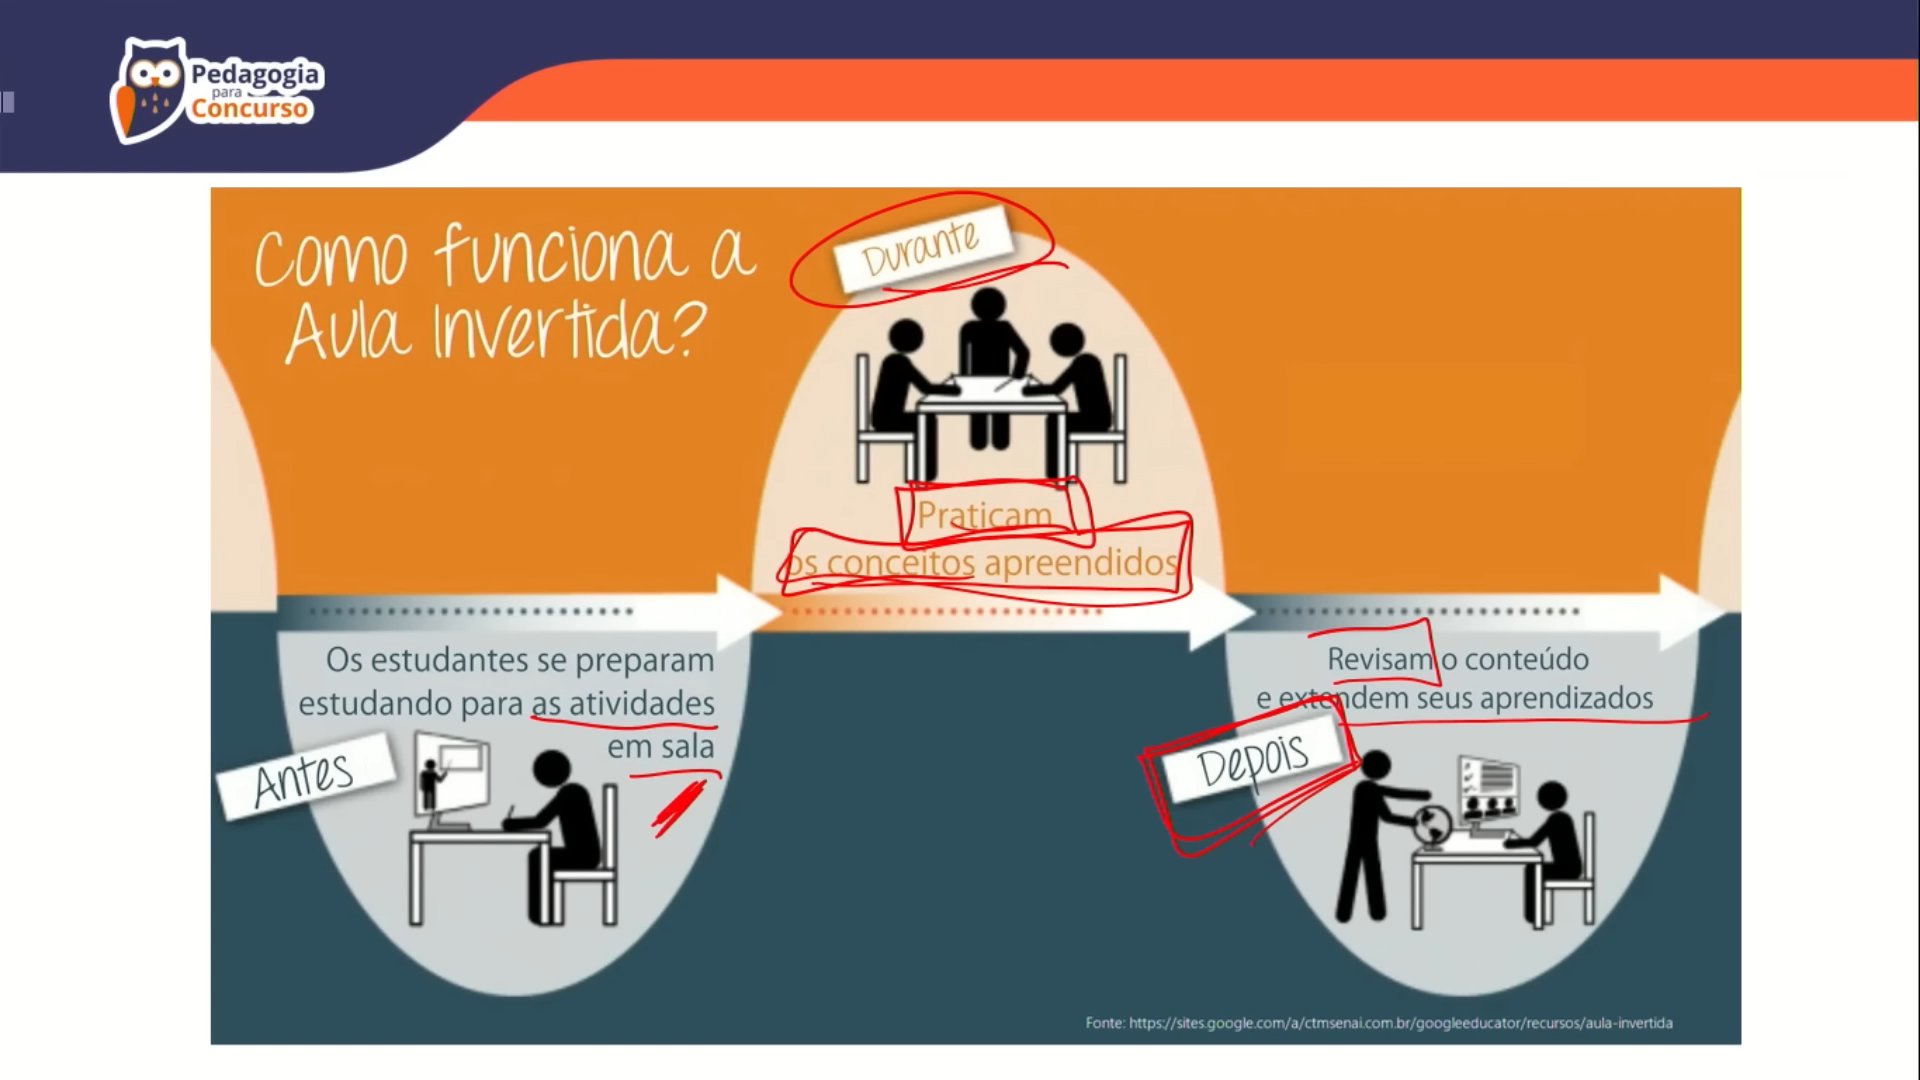 Pedagogia
para
Concurso
Como funciona a
Aula Invertida?
Durante
Praticam
os conceitos apreendidos
Os estudantes se preparam
estudando para as atividades
em sala
Antes
Revisam o conteúdo
e extendem seus aprendizados
Depois
Fonte: https://sites.google.com/a/ctmsenai.com.br/googleeducator/recursos/aula-invertida